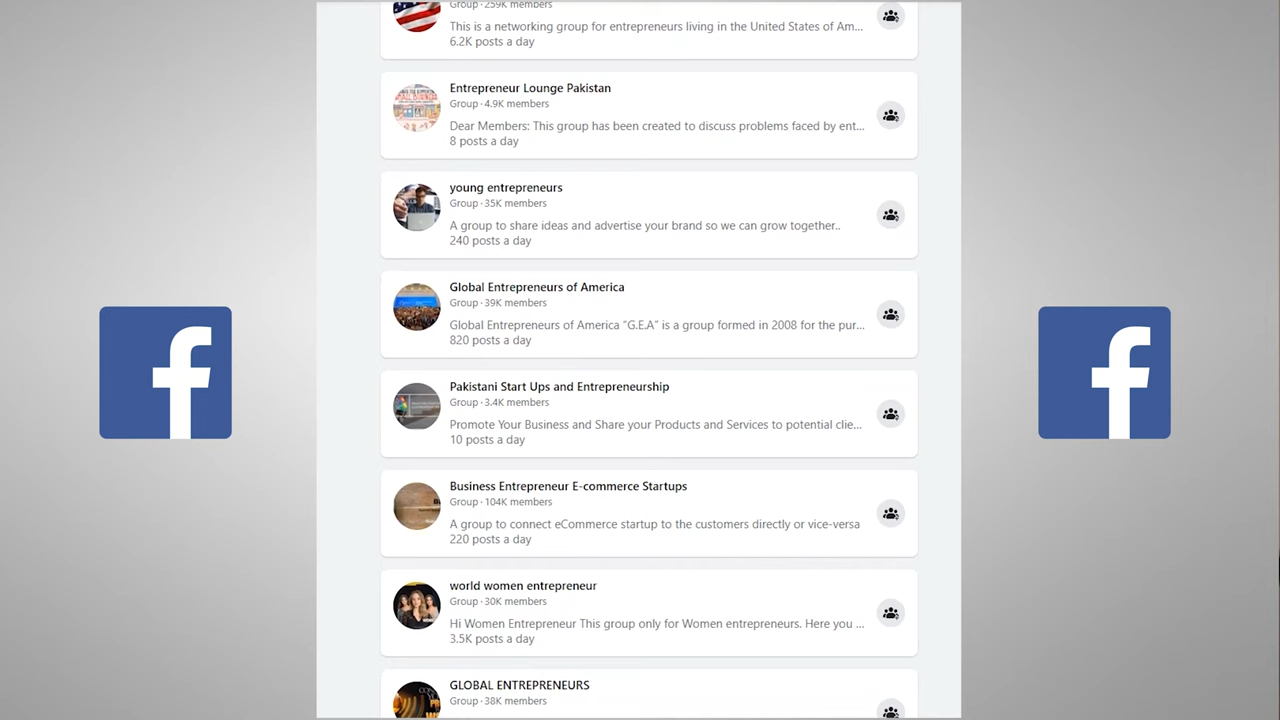 Group · 259K members
This is a networking group for entrepreneurs living in the United States of Am...
6.2K posts a day
Entrepreneur Lounge Pakistan
Group · 4.9K members
Dear Members: This group has been created to discuss problems faced by ent...
8 posts a day
young entrepreneurs
Group · 35K members
A group to share ideas and advertise your brand so we can grow together..
240 posts a day
Global Entrepreneurs of America
Group · 39K members
Global Entrepreneurs of America "G.E.A" is a group formed in 2008 for the pur...
820 posts a day
Pakistani Start Ups and Entrepreneurship
Group · 3.4K members
Promote Your Business and Share your Products and Services to potential clie...
10 posts a day
Business Entrepreneur E-commerce Startups
Group · 104K members
A group to connect eCommerce startup to the customers directly or vice-versa
220 posts a day
world women entrepreneur
Group · 30K members
Hi Women Entrepreneur This group only for Women entrepreneurs. Here you ...
3.5K posts a day
GLOBAL ENTREPRENEURS
Group · 38K members